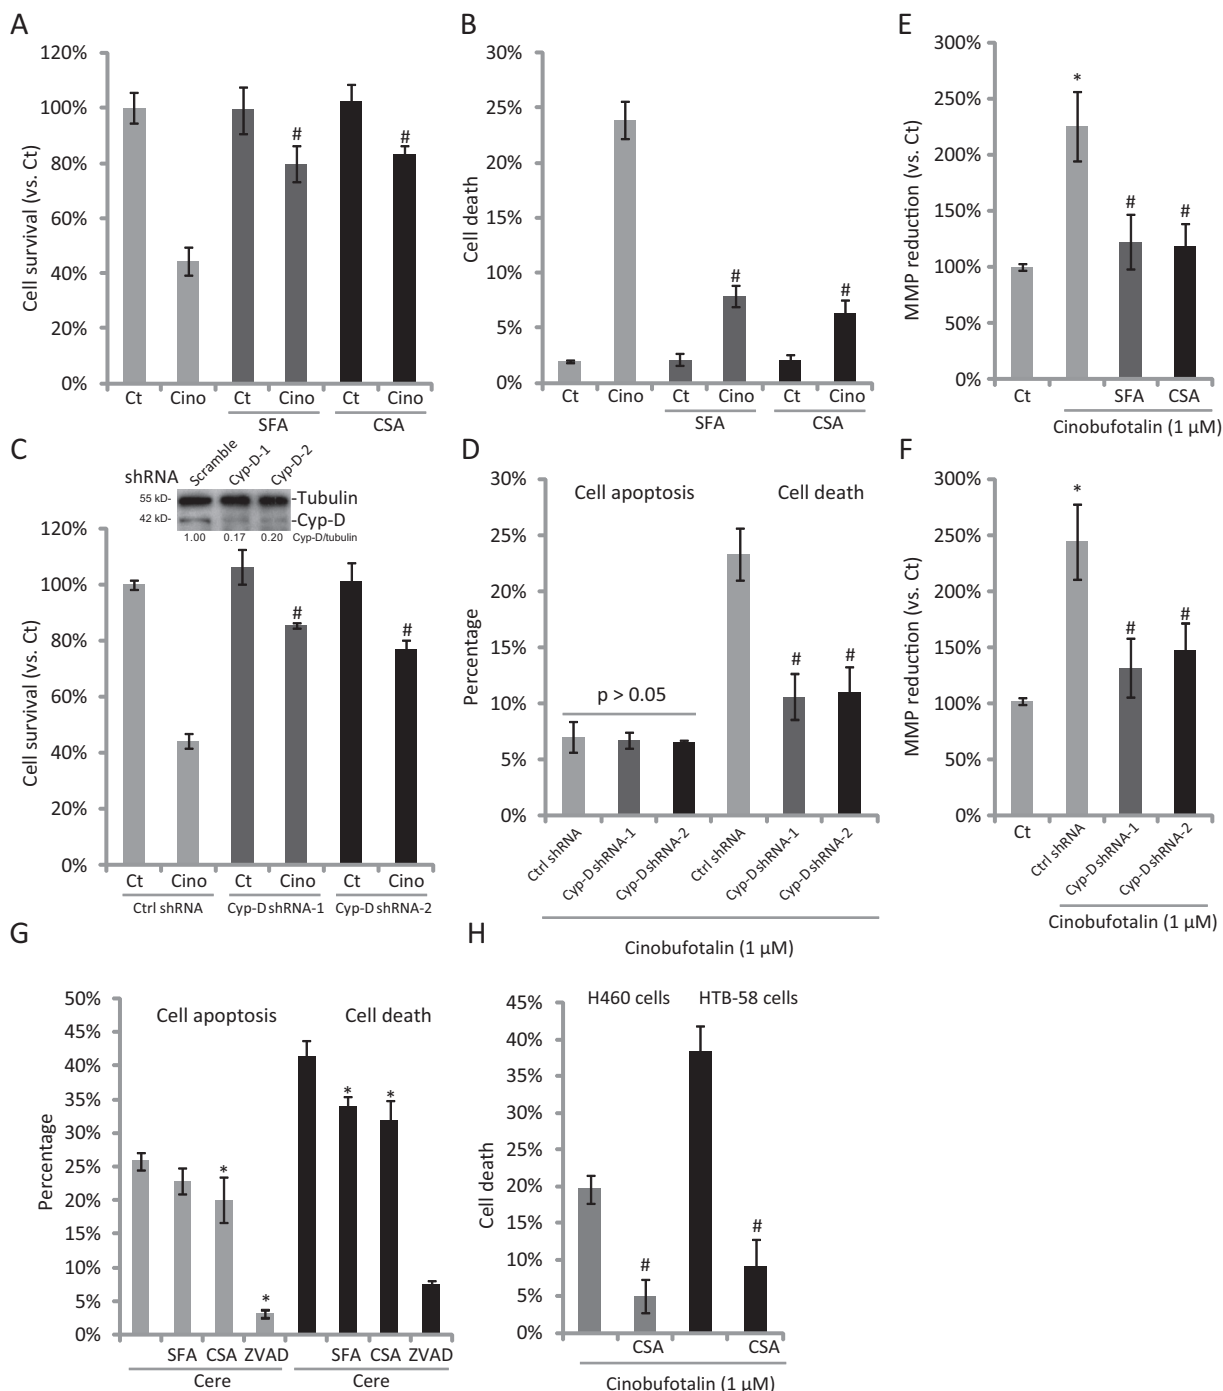 A
120%
100%
80%
60%
40%
20%
0%
Cell survival (vs. Ct)
#
#
Ct Cino Ct Cino Ct Cino
SFA CSA
B
30%
25%
20%
15%
10%
5%
0%
Cell death
#
#
Ct Cino Ct Cino Ct Cino
SFA CSA
E
300%
250%
200%
150%
100%
50%
0%
MMP reduction (vs. Ct)
*
#
#
Ct SFA CSA
Cinobufotalin (1 μM)
C
shRNA
Scramble
Cyp-D-1
Cyp-D-2
55 kD-
-Tubulin
42 kD-
-Cyp-D
1.00 0.17 0.20 Cyp-D/tubulin
120%
100%
80%
60%
40%
20%
0%
Cell survival (vs. Ct)
#
#
Ct Cino Ct Cino Ct Cino
Ctrl shRNA Cyp-D shRNA-1 Cyp-D shRNA-2
D
30%
25%
20%
15%
10%
5%
0%
Percentage
Cell apoptosis Cell death
p > 0.05
#
#
Ctrl shRNA
Cyp-D shRNA-1
Cyp-D shRNA-2
Ctrl shRNA
Cyp-D shRNA-1
Cyp-D shRNA-2
Cinobufotalin (1 μM)
F
300%
250%
200%
150%
100%
50%
0%
MMP reduction (vs. Ct)
*
#
#
Ct
Ctrl shRNA
Cyp-D shRNA-1
Cyp-D shRNA-2
Cinobufotalin (1 μM)
G
50%
45%
40%
35%
30%
25%
20%
15%
10%
5%
0%
Percentage
Cell apoptosis Cell death
*
*
*
*
SFA CSA ZVAD SFA CSA ZVAD
Cere Cere
H
45%
40%
35%
30%
25%
20%
15%
10%
5%
0%
Cell death
H460 cells HTB-58 cells
#
#
CSA CSA
Cinobufotalin (1 μM)